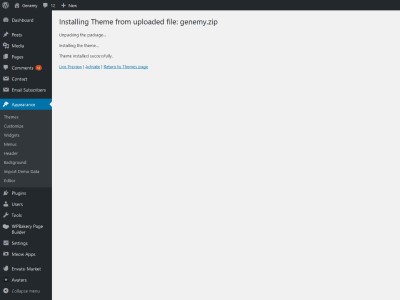 Genemy
+ New
Dashboard
Posts
Media
Pages
Comments
Contact
Email Subscribers
Appearance
Themes
Customize
Widgets
Menus
Header
Background
Import Demo Data
Editor
Plugins
Users
Tools
WPBakery Page
Builder
Settings
Meow Apps
Envato Market
Avatars
Collapse menu
Installing Theme from uploaded file: genemy.zip
Unpacking the package...
Installing the theme...
Theme installed successfully.
Live Preview | Activate | Return to Themes page